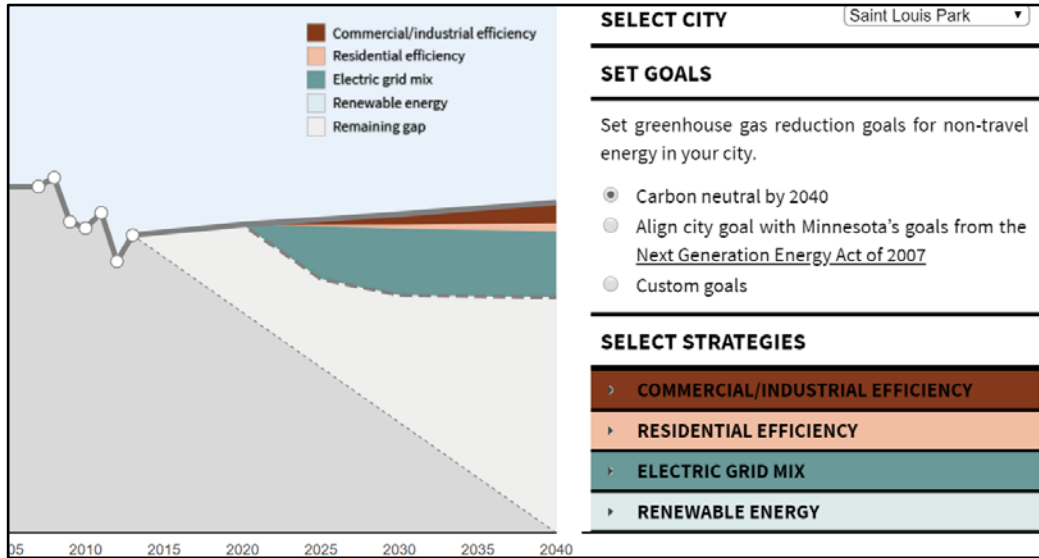 Commercial/industrial efficiency
Residential efficiency
Electric grid mix
Renewable energy
Remaining gap
05 2010 2015 2020 2025 2030 2035 2040
SELECT CITY Saint Louis Park
SET GOALS
Set greenhouse gas reduction goals for non-travel
energy in your city.
Carbon neutral by 2040
Align city goal with Minnesota's goals from the
Next Generation Energy Act of 2007
Custom goals
SELECT STRATEGIES
COMMERCIAL/INDUSTRIAL EFFICIENCY
RESIDENTIAL EFFICIENCY
ELECTRIC GRID MIX
RENEWABLE ENERGY